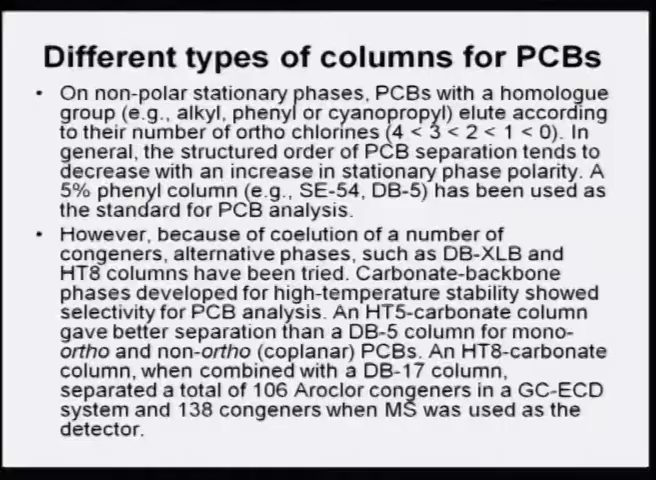 Different types of columns for PCBs
• On non-polar stationary phases, PCBs with a homologue
group (e.g., alkyl, phenyl or cyanopropyl) elute according
to their number of ortho chlorines (4 < 3 < 2 < 1 < 0). In
general, the structured order of PCB separation tends to
decrease with an increase in stationary phase polarity. A
5% phenyl column (e.g., SE-54, DB-5) has been used as
the standard for PCB analysis.
• However, because of coelution of a number of
congeners, alternative phases, such as DB-XLB and
HT8 columns have been tried. Carbonate-backbone
phases developed for high-temperature stability showed
selectivity for PCB analysis. An HT5-carbonate column
gave better separation than a DB-5 column for mono-
ortho and non-ortho (coplanar) PCBs. An HT8-carbonate
column, when combined with a DB-17 column,
separated a total of 106 Aroclor congeners in a GC-ECD
system and 138 congeners when MS was used as the
detector.